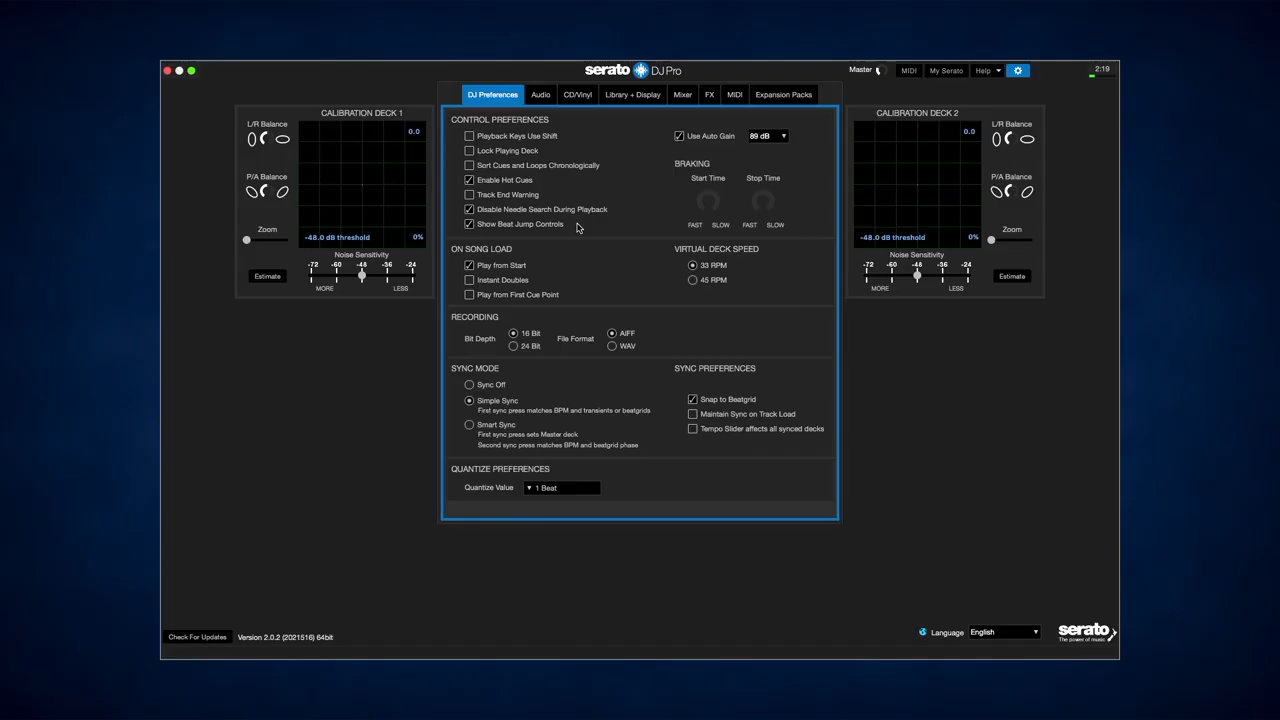 serato DJ Pro
Master
MIDI
My Serato
Help
2:19
DJ Preferences
Audio
CD/Vinyl
Library + Display
Mixer
FX
MIDI
Expansion Packs
CALIBRATION DECK 1
L/R Balance
0.0
P/A Balance
Zoom
-48.0 dB threshold
0%
Noise Sensitivity
-72 -60 -48 -36 -24
MORE LESS
Estimate
CONTROL PREFERENCES
Playback Keys Use Shift
Lock Playing Deck
Sort Cues and Loops Chronologically
Enable Hot Cues
Track End Warning
Disable Needle Search During Playback
Show Beat Jump Controls
Use Auto Gain 89 dB
BRAKING
Start Time Stop Time
FAST SLOW FAST SLOW
ON SONG LOAD
Play from Start
Instant Doubles
Play from First Cue Point
VIRTUAL DECK SPEED
33 RPM
45 RPM
RECORDING
Bit Depth
16 Bit
24 Bit
File Format
AIFF
WAV
SYNC MODE
Sync Off
Simple Sync
First sync press matches BPM and transients or beatgrids
Smart Sync
First sync press sets Master deck
Second sync press matches BPM and beatgrid phase
SYNC PREFERENCES
Snap to Beatgrid
Maintain Sync on Track Load
Tempo Slider affects all synced decks
QUANTIZE PREFERENCES
Quantize Value 1 Beat
CALIBRATION DECK 2
0.0
L/R Balance
P/A Balance
Zoom
-48.0 dB threshold
0%
Noise Sensitivity
-72 -60 -48 -36 -24
MORE LESS
Estimate
Check For Updates
Version 2.0.2 (2021516) 64bit
Language English
serato
The power of music